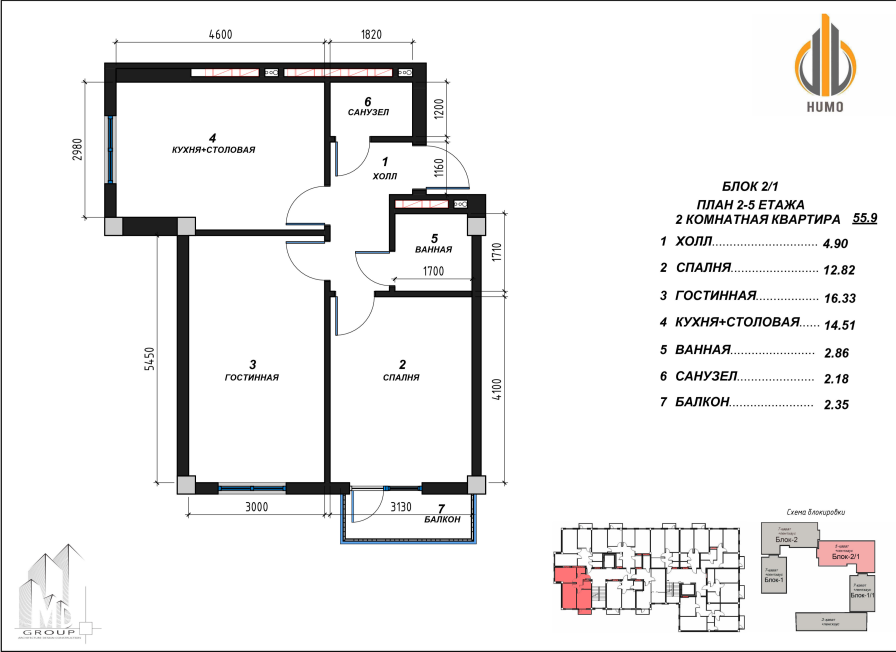 4600
1820
2980
1200
1160
1710
1700
5450
4100
3000
3130
6
САНУЗЕЛ
4
КУХНЯ+СТОЛОВАЯ
1
ХОЛЛ
5
ВАННАЯ
3
ГОСТИННАЯ
2
СПАЛНЯ
7
БАЛКОН
HUMO
БЛОК 2/1
ПЛАН 2-5 ЕТАЖА
2 КОМНАТНАЯ КВАРТИРА 55.9
1 ХОЛЛ........................ 4.90
2 СПАЛНЯ.................... 12.82
3 ГОСТИННАЯ.............. 16.33
4 КУХНЯ+СТОЛОВАЯ...... 14.51
5 ВАННАЯ.................... 2.86
6 САНУЗЕЛ................... 2.18
7 БАЛКОН..................... 2.35
Схема блокировки
Блок-2
Блок-2/1
Блок-1
Блок-1/1
MD
GROUP